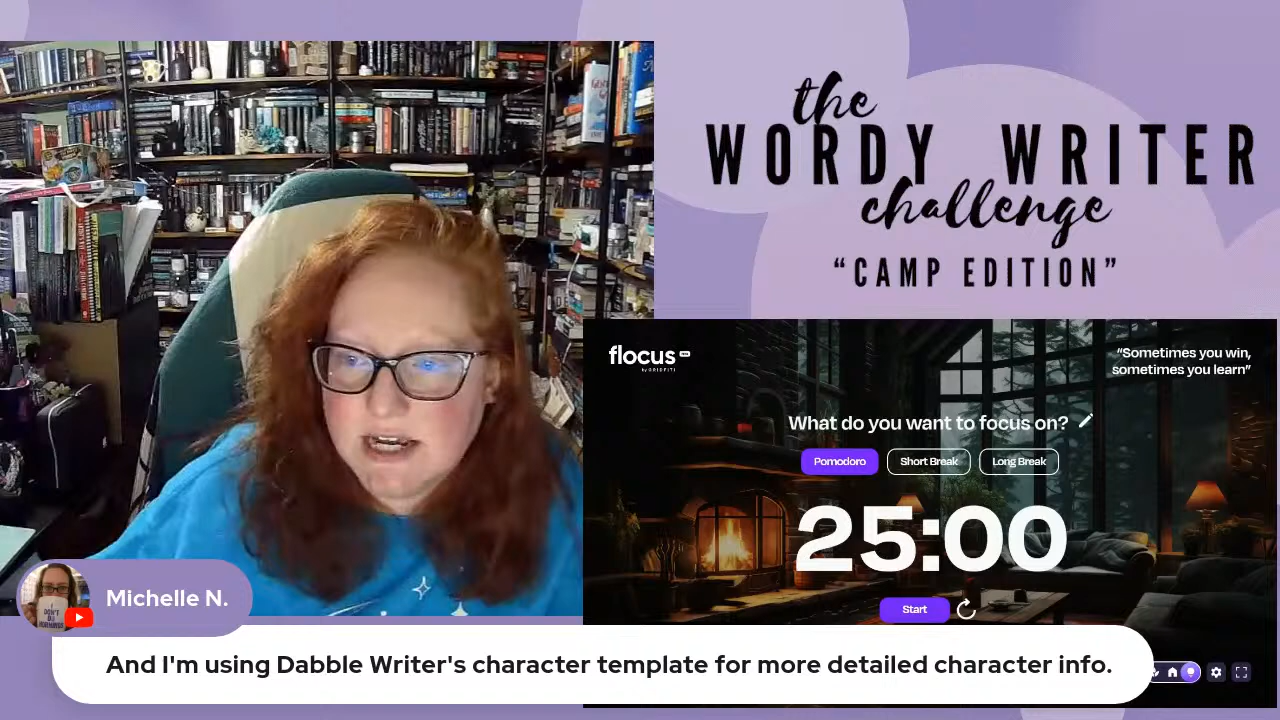 the
WORDY WRITER
challenge
“CAMP EDITION”
flocus
by GRIDFITI
“Sometimes you win,
sometimes you learn”
What do you want to focus on?
Pomodoro
Short Break
Long Break
25:00
Start
Michelle N.
And I'm using Dabble Writer's character template for more detailed character info.